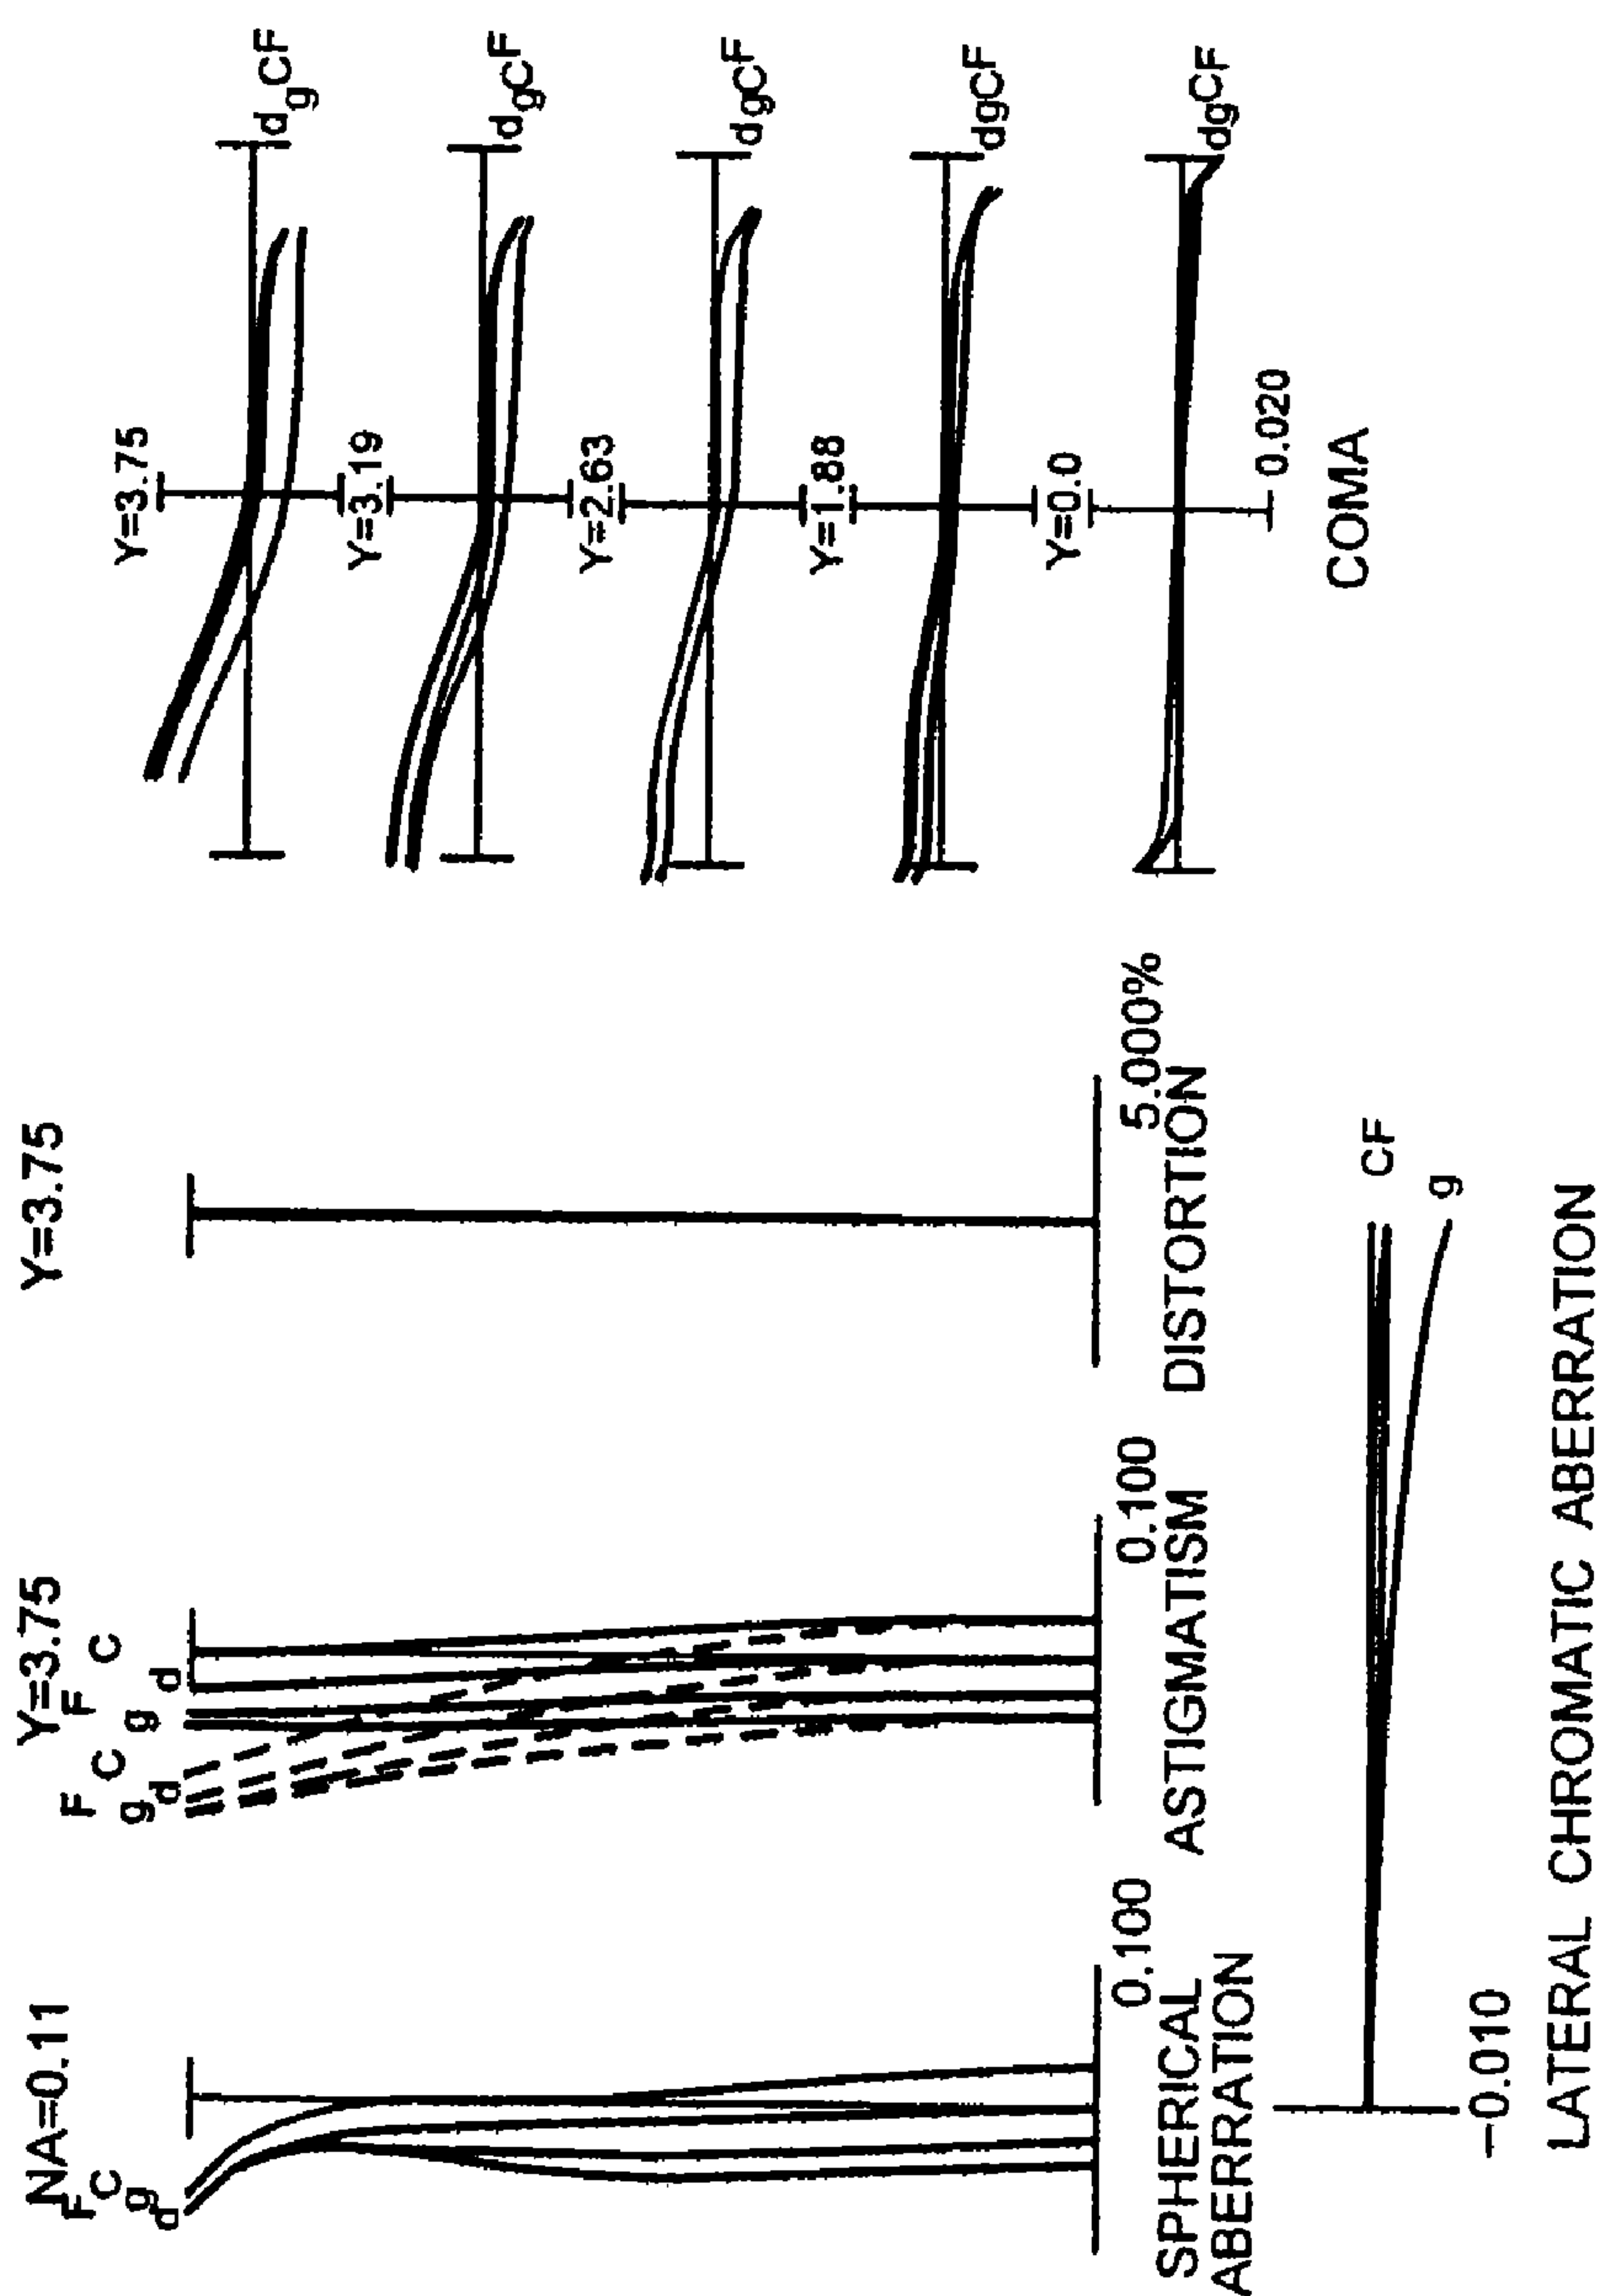 NA=0.11
F
C
g
d
0.100
SPHERICAL
ABERRATION
Y=3.75
F
C
g
d
F
C
g
d
0.100
ASTIGMATISM
Y=3.75
5.000%
DISTORTION
Y=3.75
dgCF
Y=3.19
dgCF
Y=2.63
dgCF
Y=1.88
dgCF
Y=0.0
dgCF
0.020
COMA
CF
g
-0.010
LATERAL CHROMATIC ABERRATION